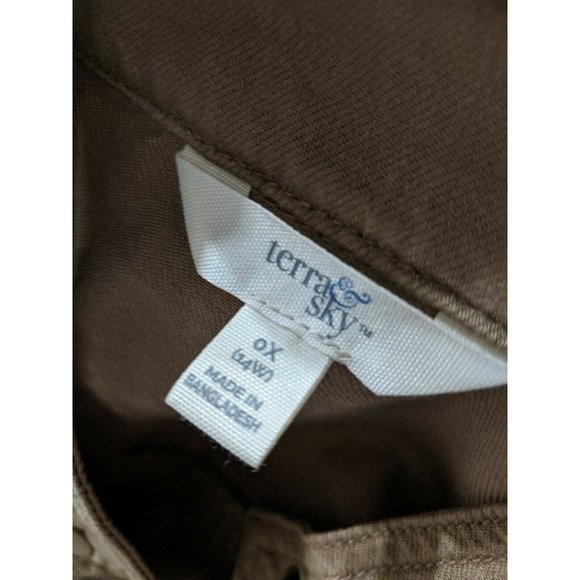 terra &
sky™
0X
(14W)
MADE IN
BANGLADESH